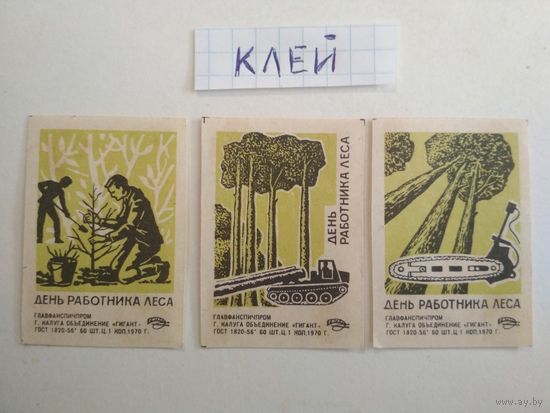 КЛЕЙ
ДЕНЬ РАБОТНИКА ЛЕСА
ГЛАВФАНСПИЧПРОМ
Г. КАЛУГА ОБЪЕДИНЕНИЕ «ГИГАНТ»
ГОСТ 1820-56* 60 ШТ. Ц. 1 КОП. 1970 Г.
ДЕНЬ
РАБОТНИКА ЛЕСА
ГЛАВФАНСПИЧПРОМ
Г. КАЛУГА ОБЪЕДИНЕНИЕ «ГИГАНТ»
ГОСТ 1820-56* 60 ШТ. Ц. 1 КОП. 1970 Г.
ДЕНЬ РАБОТНИКА ЛЕСА
ГЛАВФАНСПИЧПРОМ
Г. КАЛУГА ОБЪЕДИНЕНИЕ «ГИГАНТ»
ГОСТ 1820-56* 60 ШТ. Ц. 1 КОП. 1970 Г.
www.ay.by